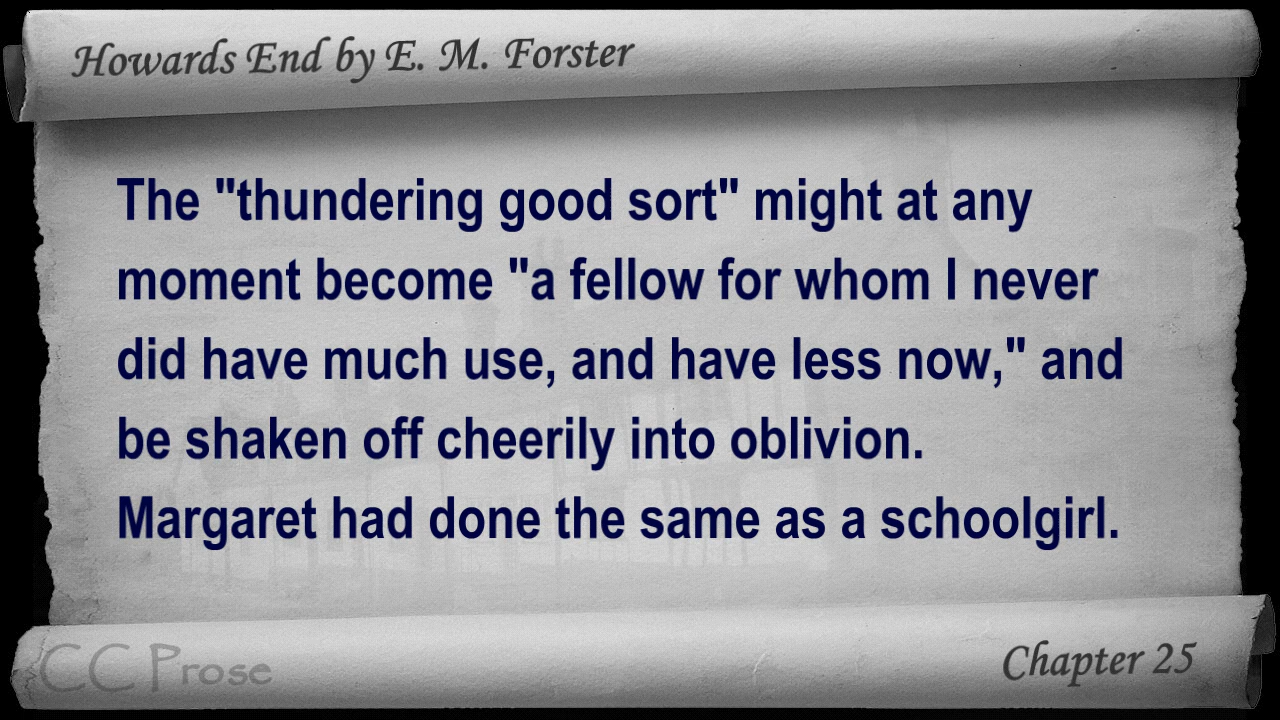 Howards End by E. M. Forster
The "thundering good sort" might at any
moment become "a fellow for whom I never
did have much use, and have less now," and
be shaken off cheerily into oblivion.
Margaret had done the same as a schoolgirl.
CC Prose
Chapter 25